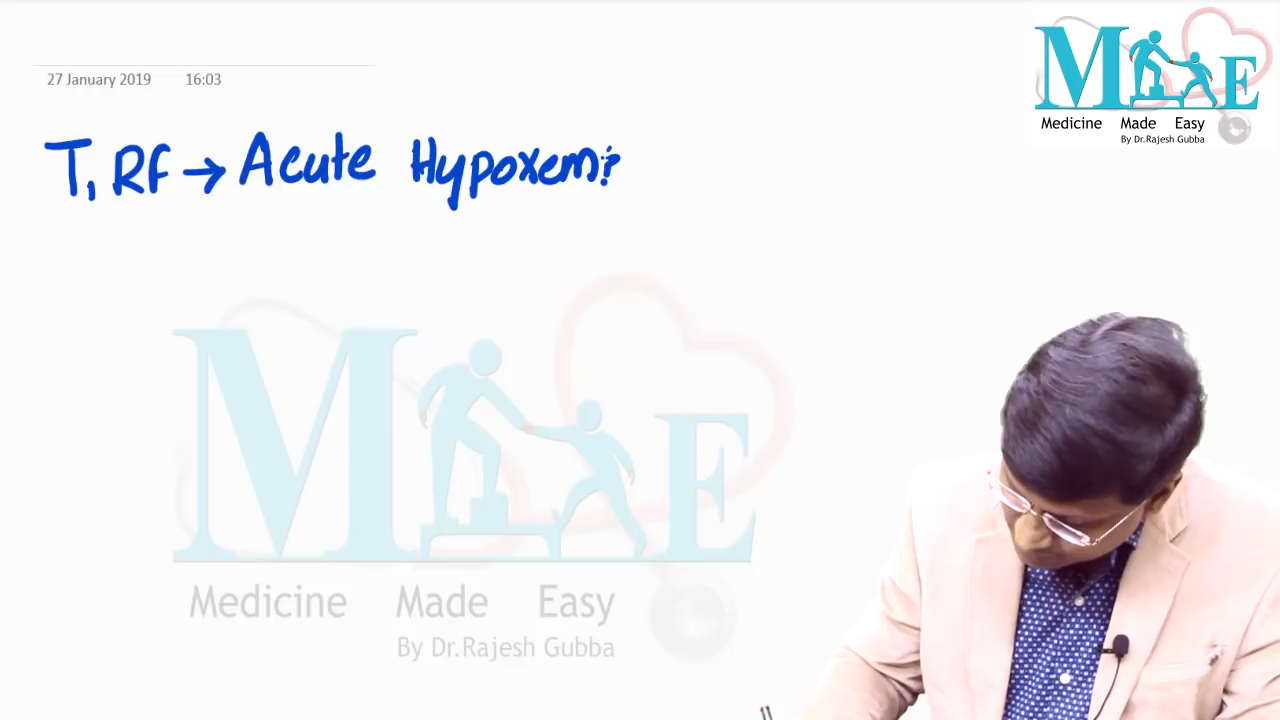 27 January 2019 16:03
T1 RF → Acute Hypoxemi
M E
Medicine Made Easy
By Dr.Rajesh Gubba
M E
Medicine Made Easy
By Dr.Rajesh Gubba